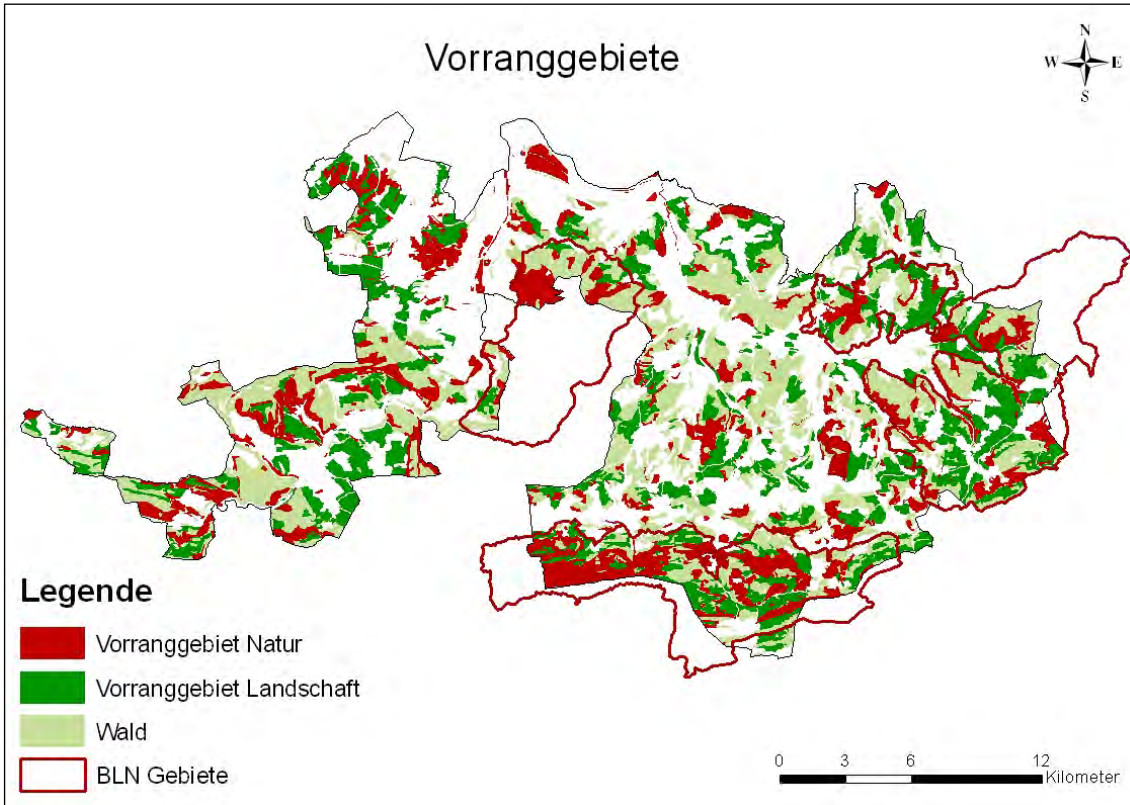 Vorranggebiete
N
W E
S
Legende
Vorranggebiet Natur
Vorranggebiet Landschaft
Wald
BLN Gebiete
0 3 6 12
Kilometer